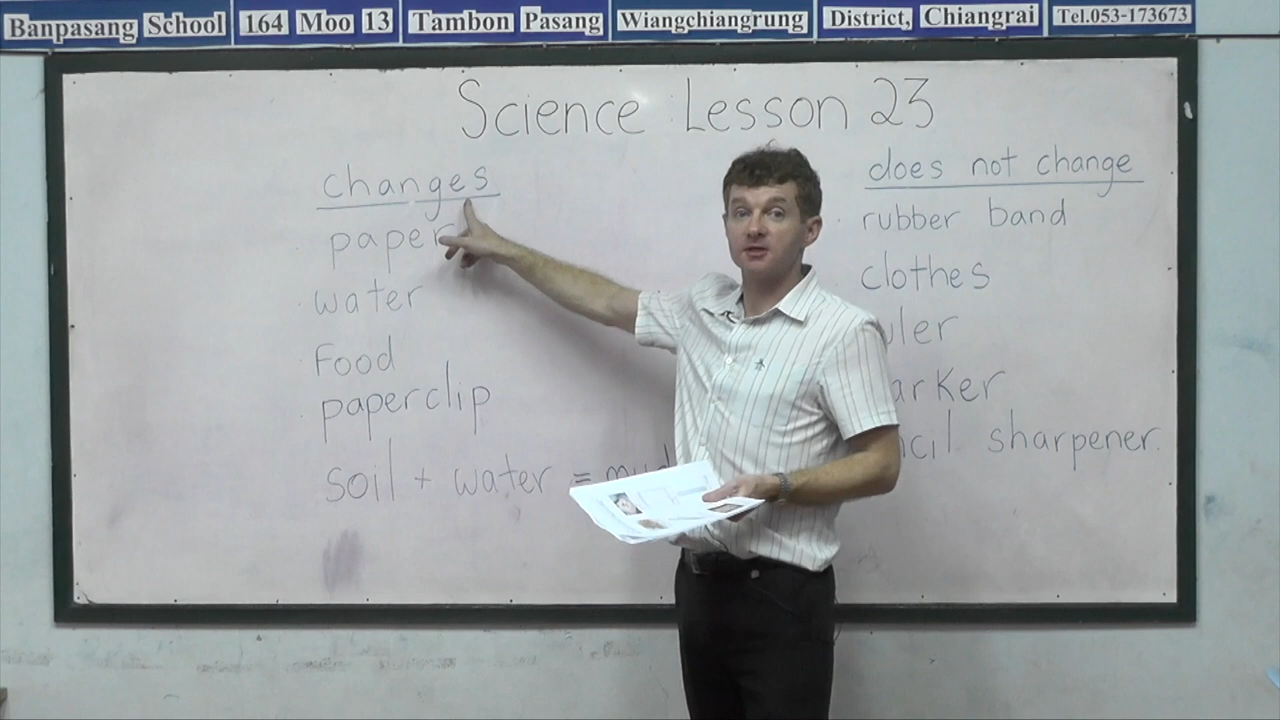 Banpasang School 164 Moo 13 Tambon Pasang Wiangchiangrung District, Chiangrai Tel.053-173673
Science Lesson 23
changes
paper
water
Food
paperclip
soil + water = mud
does not change
rubber band
clothes
sharpener